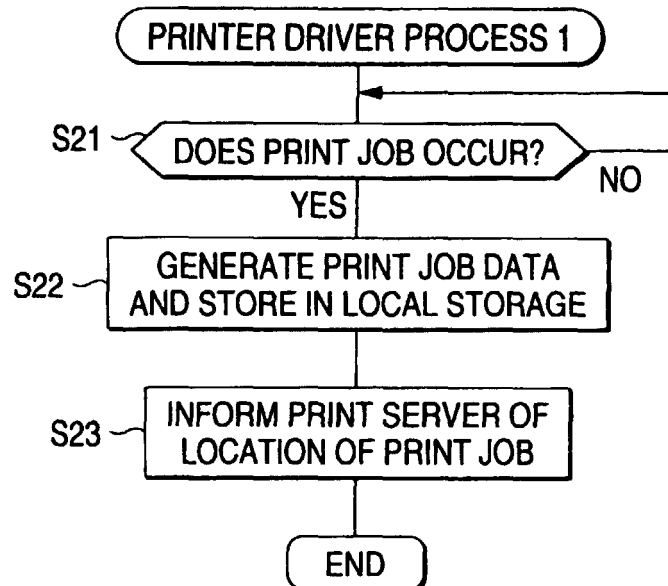 PRINTER DRIVER PROCESS 1
S21
DOES PRINT JOB OCCUR?
NO
YES
S22
GENERATE PRINT JOB DATA
AND STORE IN LOCAL STORAGE
S23
INFORM PRINT SERVER OF
LOCATION OF PRINT JOB
END